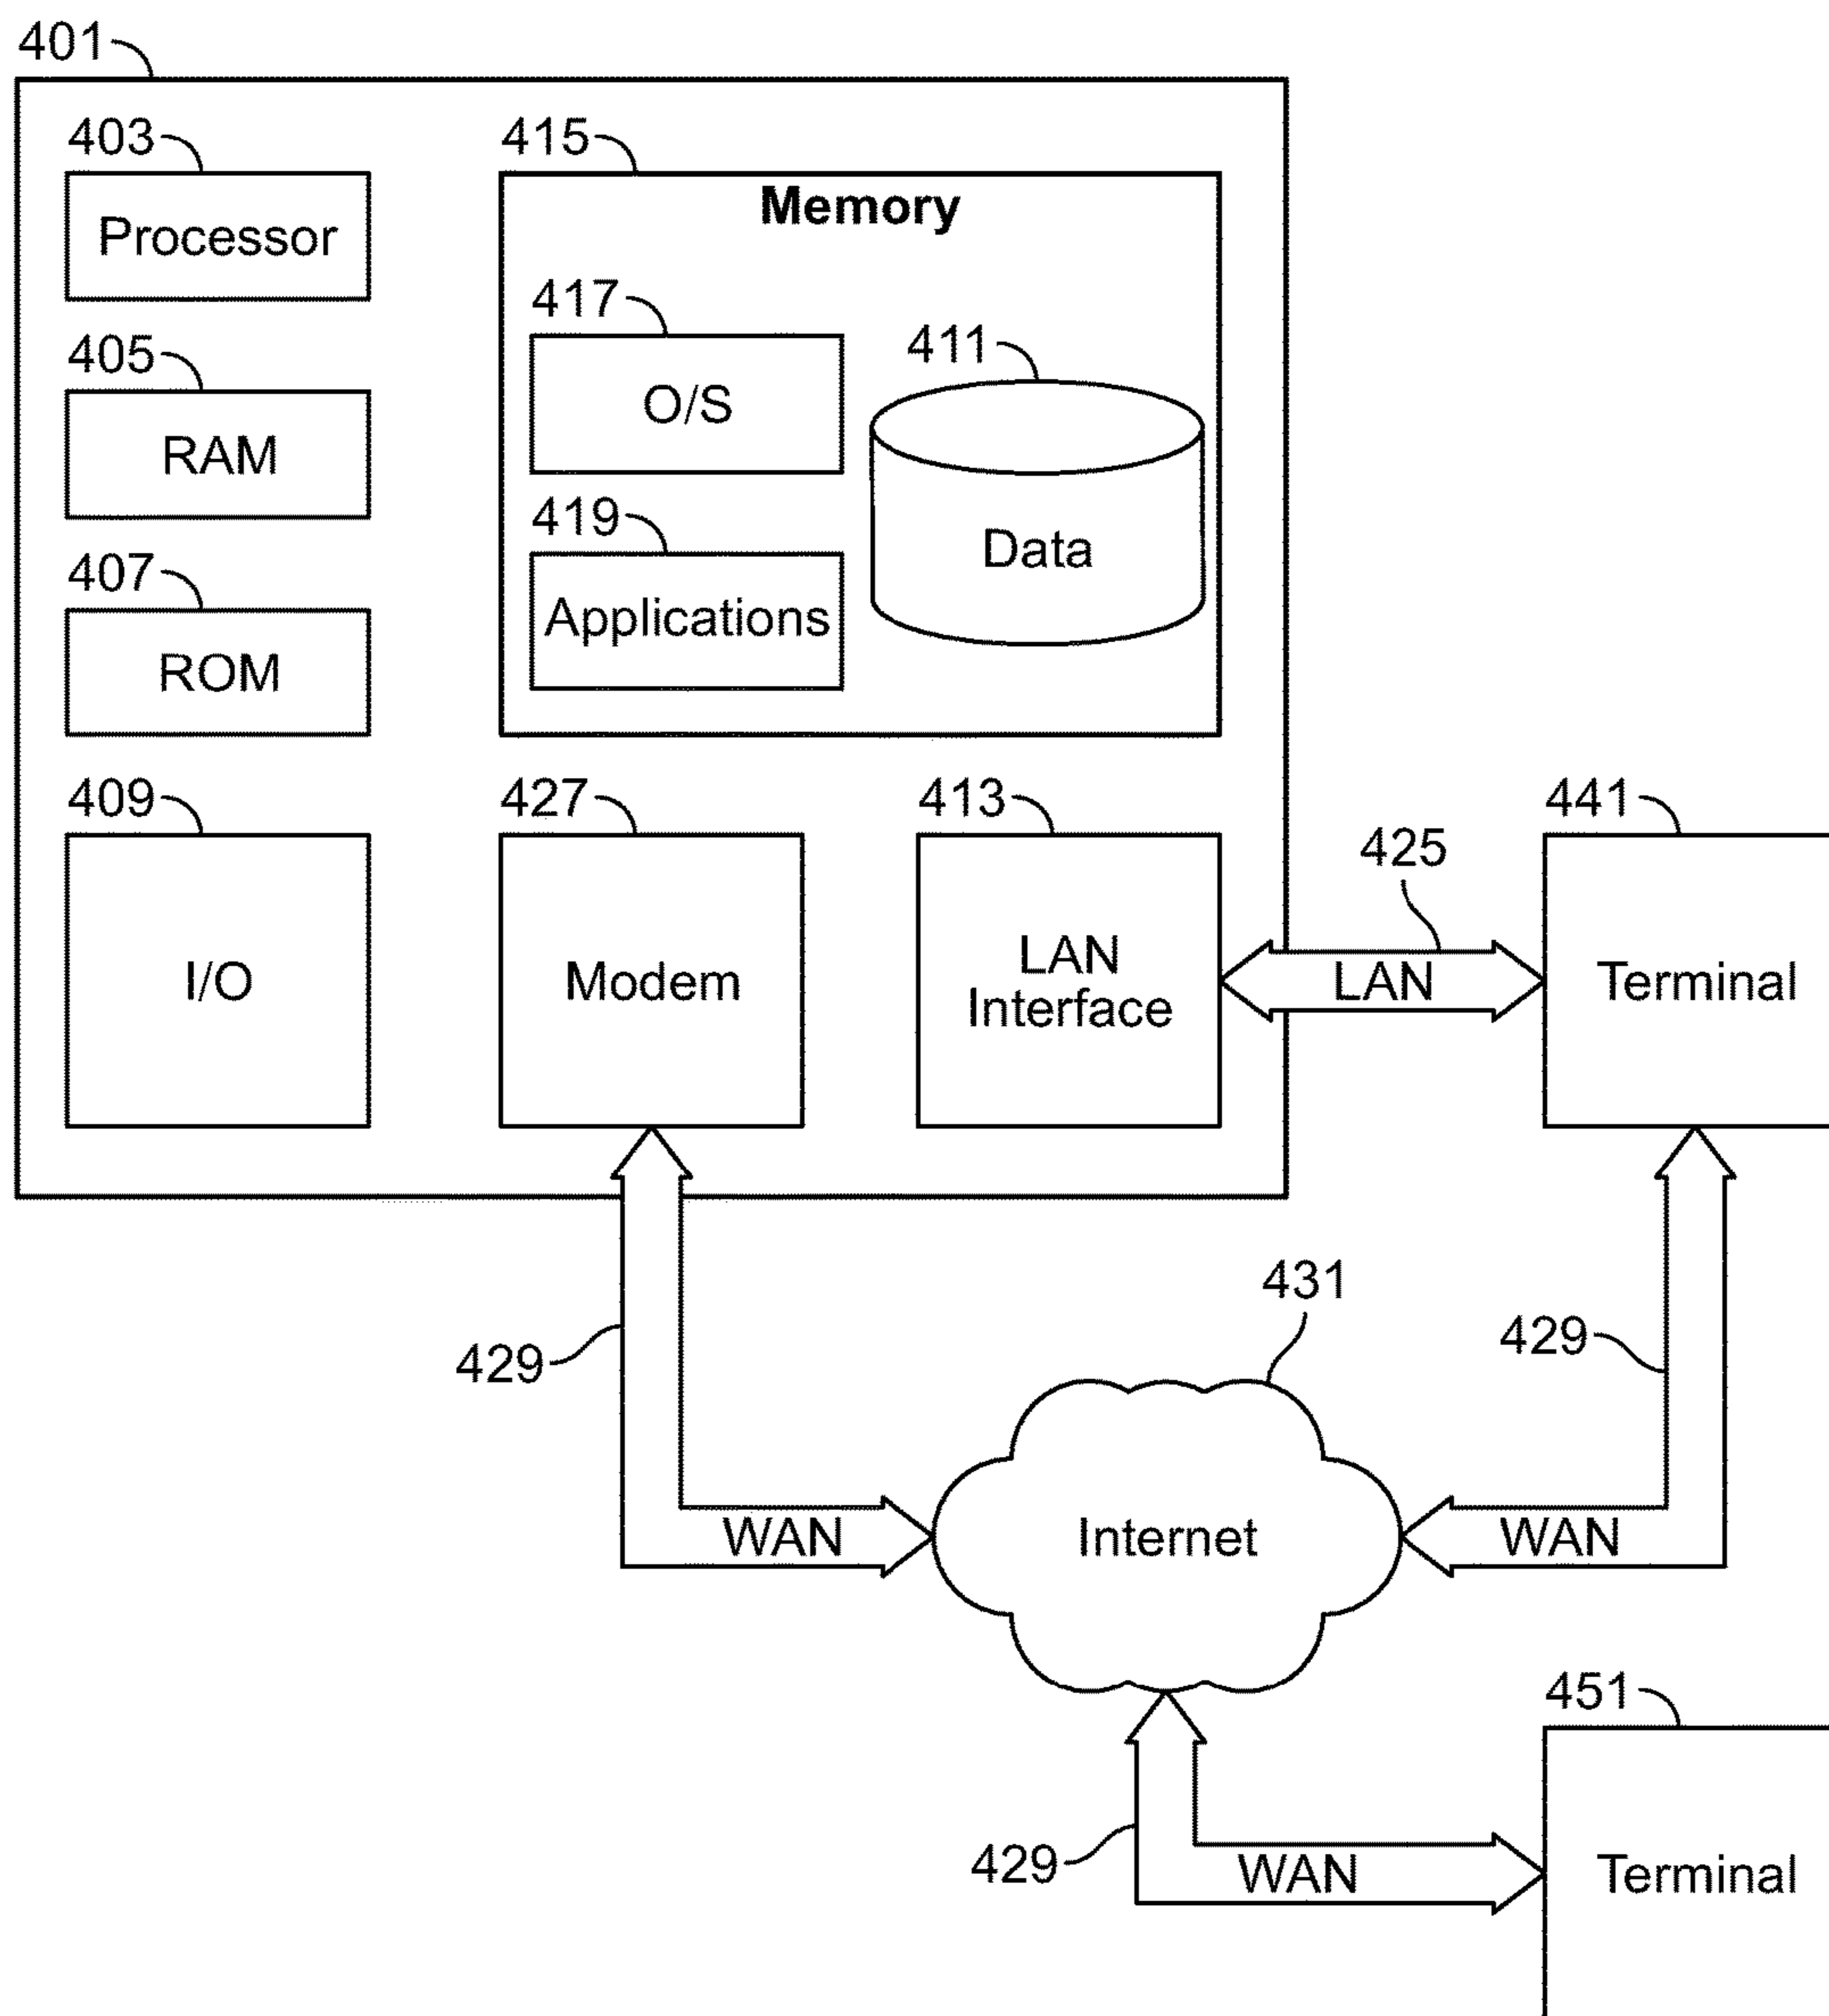 401
403
Processor
405
RAM
407
ROM
409
I/O
415
Memory
417
O/S
411
Data
419
Applications
427
Modem
413
LAN
Interface
425
LAN
441
Terminal
429
WAN
431
Internet
429
WAN
429
WAN
451
Terminal